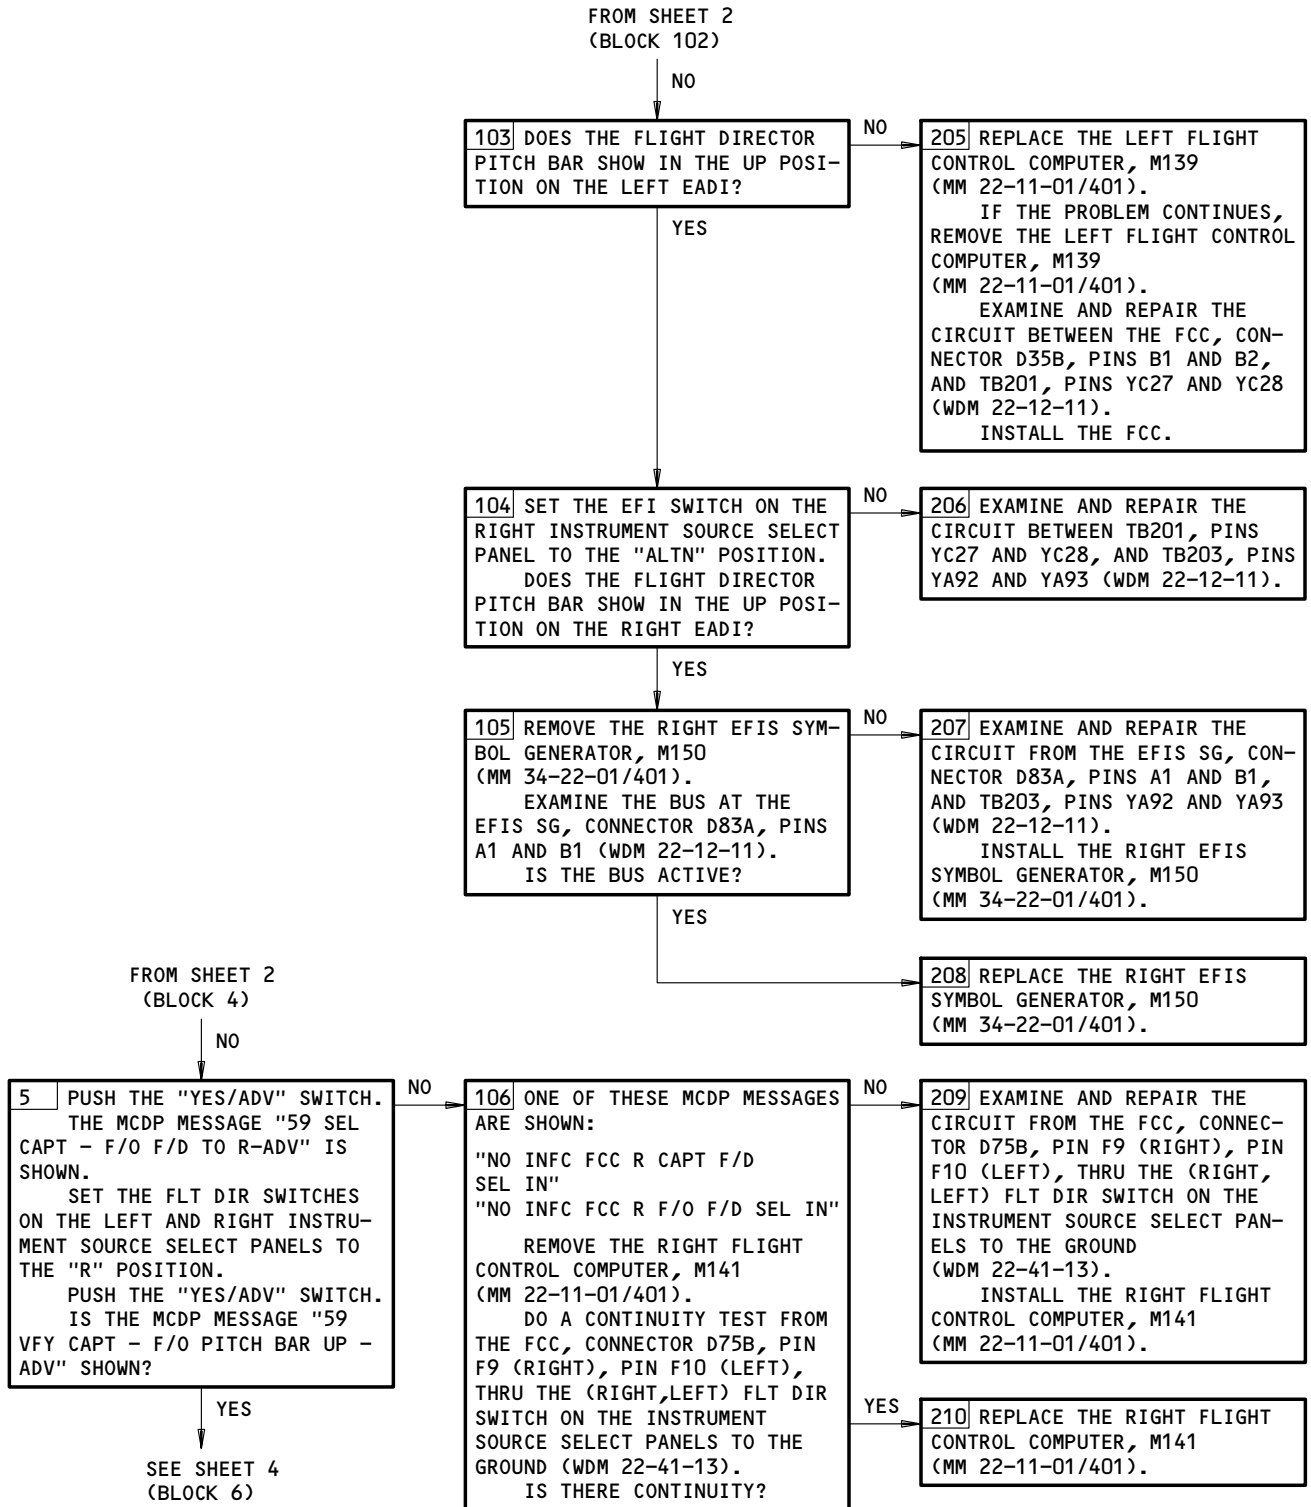 FROM SHEET 2
(BLOCK 102)
NO
103 DOES THE FLIGHT DIRECTOR
PITCH BAR SHOW IN THE UP POSI-
TION ON THE LEFT EADI?
NO
205 REPLACE THE LEFT FLIGHT
CONTROL COMPUTER, M139
(MM 22-11-01/401).
IF THE PROBLEM CONTINUES,
REMOVE THE LEFT FLIGHT CONTROL
COMPUTER, M139
(MM 22-11-01/401).
EXAMINE AND REPAIR THE
CIRCUIT BETWEEN THE FCC, CON-
NECTOR D35B, PINS B1 AND B2,
AND TB201, PINS YC27 AND YC28
(WDM 22-12-11).
INSTALL THE FCC.
YES
104 SET THE EFI SWITCH ON THE
RIGHT INSTRUMENT SOURCE SELECT
PANEL TO THE "ALTN" POSITION.
DOES THE FLIGHT DIRECTOR
PITCH BAR SHOW IN THE UP POSI-
TION ON THE RIGHT EADI?
NO
206 EXAMINE AND REPAIR THE
CIRCUIT BETWEEN TB201, PINS
YC27 AND YC28, AND TB203, PINS
YA92 AND YA93 (WDM 22-12-11).
YES
105 REMOVE THE RIGHT EFIS SYM-
BOL GENERATOR, M150
(MM 34-22-01/401).
EXAMINE THE BUS AT THE
EFIS SG, CONNECTOR D83A, PINS
A1 AND B1 (WDM 22-12-11).
IS THE BUS ACTIVE?
NO
207 EXAMINE AND REPAIR THE
CIRCUIT FROM THE EFIS SG, CON-
NECTOR D83A, PINS A1 AND B1,
AND TB203, PINS YA92 AND YA93
(WDM 22-12-11).
INSTALL THE RIGHT EFIS
SYMBOL GENERATOR, M150
(MM 34-22-01/401).
YES
208 REPLACE THE RIGHT EFIS
SYMBOL GENERATOR, M150
(MM 34-22-01/401).
FROM SHEET 2
(BLOCK 4)
NO
5 PUSH THE "YES/ADV" SWITCH.
THE MCDP MESSAGE "59 SEL
CAPT - F/O F/D TO R-ADV" IS
SHOWN.
SET THE FLT DIR SWITCHES
ON THE LEFT AND RIGHT INSTRU-
MENT SOURCE SELECT PANELS TO
THE "R" POSITION.
PUSH THE "YES/ADV" SWITCH.
IS THE MCDP MESSAGE "59
VFY CAPT - F/O PITCH BAR UP -
ADV" SHOWN?
NO
106 ONE OF THESE MCDP MESSAGES
ARE SHOWN:
"NO INFC FCC R CAPT F/D
SEL IN"
"NO INFC FCC R F/O F/D SEL IN"
REMOVE THE RIGHT FLIGHT
CONTROL COMPUTER, M141
(MM 22-11-01/401).
DO A CONTINUITY TEST FROM
THE FCC, CONNECTOR D75B, PIN
F9 (RIGHT), PIN F10 (LEFT),
THRU THE (RIGHT,LEFT) FLT DIR
SWITCH ON THE INSTRUMENT
SOURCE SELECT PANELS TO THE
GROUND (WDM 22-41-13).
IS THERE CONTINUITY?
NO
209 EXAMINE AND REPAIR THE
CIRCUIT FROM THE FCC, CONNEC-
TOR D75B, PIN F9 (RIGHT), PIN
F10 (LEFT), THRU THE (RIGHT,
LEFT) FLT DIR SWITCH ON THE
INSTRUMENT SOURCE SELECT PAN-
ELS TO THE GROUND
(WDM 22-41-13).
INSTALL THE RIGHT FLIGHT
CONTROL COMPUTER, M141
(MM 22-11-01/401).
YES
210 REPLACE THE RIGHT FLIGHT
CONTROL COMPUTER, M141
(MM 22-11-01/401).
YES
SEE SHEET 4
(BLOCK 6)